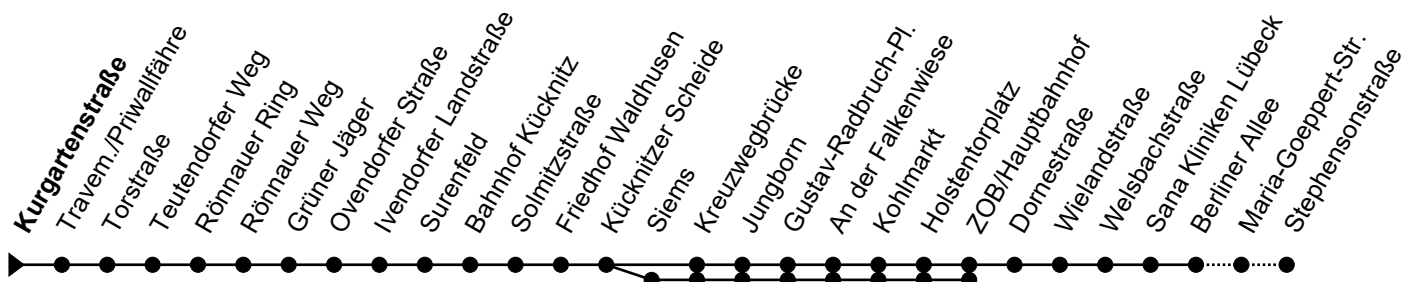 Kurgartenstraße
Travem./Priwallfähre
Torstraße
Teutendorfer Weg
Rönnauer Ring
Rönnauer Weg
Grüner Jäger
Ovendorfer Straße
Ivendorfer Landstraße
Surenfeld
Bahnhof Kücknitz
Solmitzstraße
Friedhof Waldhusen
Kücknitzer Scheide
Siems
Kreuzwegbrücke
Jungborn
Gustav-Radbruch-Pl.
An der Falkenwiese
Kohlmarkt
Holstentorplatz
ZOB/Hauptbahnhof
Dornestraße
Wielandstraße
Welsbachstraße
Sana Kliniken Lübeck
Berliner Allee
Maria-Goeppert-Str.
Stephensonstraße